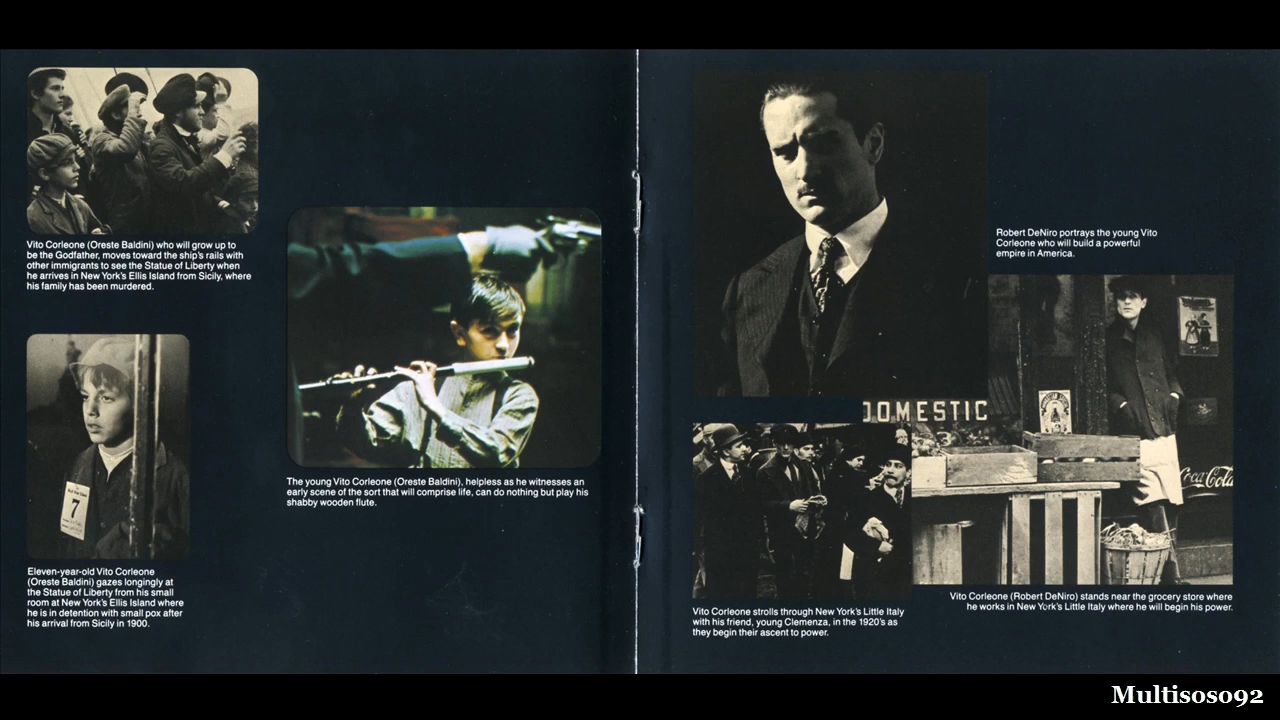 Vito Corleone (Oreste Baldini) who will grow up to
be the Godfather, moves toward the ship's rails with
other immigrants to see the Statue of Liberty when
he arrives in New York's Ellis Island from Sicily, where
his family has been murdered.
7
Eleven-year-old Vito Corleone
(Oreste Baldini) gazes longingly at
the Statue of Liberty from his small
room at New York's Ellis Island where
he is in detention with small pox after
his arrival from Sicily in 1900.
The young Vito Corleone (Oreste Baldini), helpless as he witnesses an
early scene of the sort that will comprise life, can do nothing but play his
shabby wooden flute.
Robert DeNiro portrays the young Vito
Corleone who will build a powerful
empire in America.
DOMESTIC
Coca-Cola
Vito Corleone strolls through New York's Little Italy
with his friend, young Clemenza, in the 1920's as
they begin their ascent to power.
Vito Corleone (Robert DeNiro) stands near the grocery store where
he works in New York's Little Italy where he will begin his power.
Multisoso92